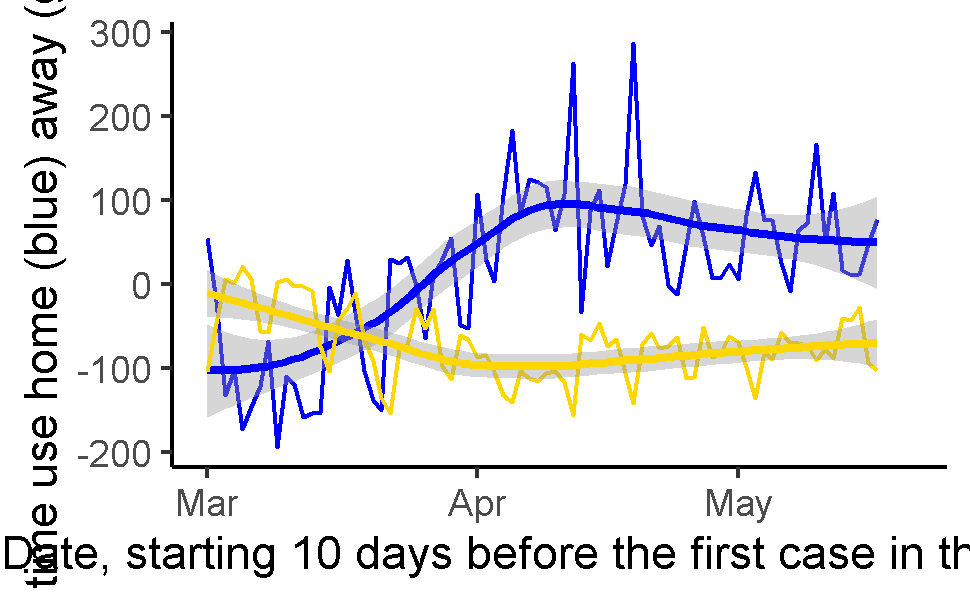 time use home (blue) away (
300
200
100
0
-100
-200
Mar Apr May
Date, starting 10 days before the first case in th